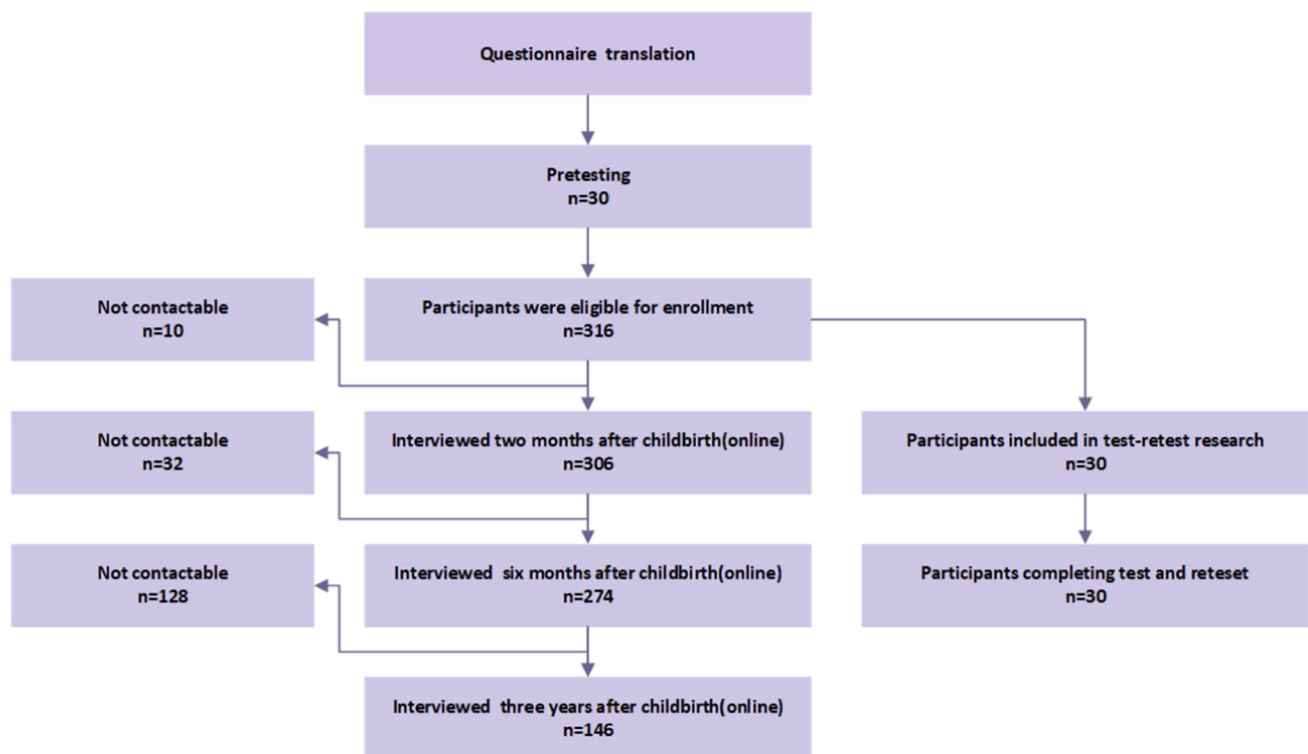 Questionnaire translation
Pretesting
n=30
Participants were eligible for enrollment
n=316
Not contactable
n=10
Interviewed two months after childbirth(online)
n=306
Not contactable
n=32
Participants included in test-retest research
n=30
Interviewed six months after childbirth(online)
n=274
Not contactable
n=128
Participants completing test and reteset
n=30
Interviewed three years after childbirth(online)
n=146